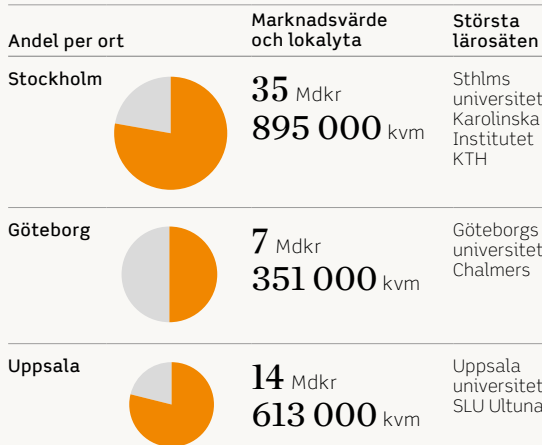 Andel per ort
Marknadsvärde
och lokalyta
Största
lärosäten
Stockholm
35 Mdkr
895 000 kvm
Sthlms
universitet
Karolinska
Institutet
KTH
Göteborg
7 Mdkr
351 000 kvm
Göteborgs
universitet
Chalmers
Uppsala
14 Mdkr
613 000 kvm
Uppsala
universitet
SLU Ultuna